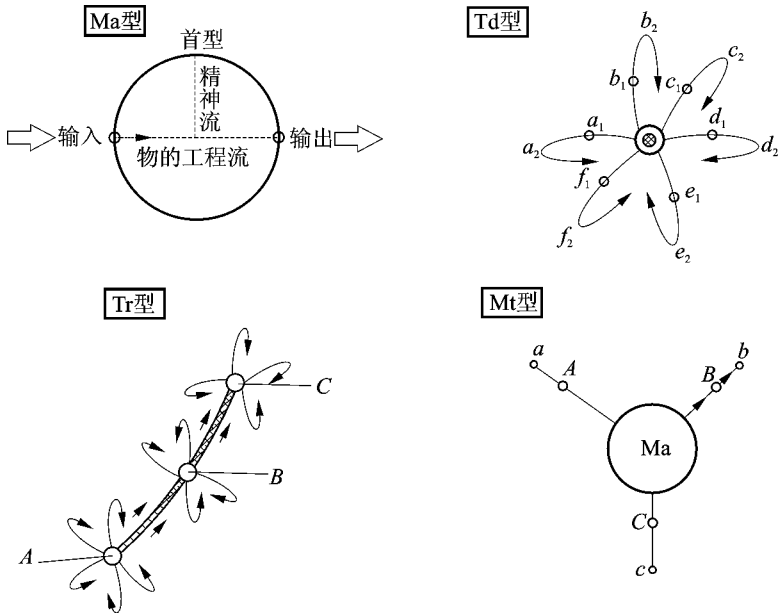 Ma型
首型
精神流
输入
输出
物的工程流
Td型
b₂
c₂
b₁
c₁
a₁
d₁
a₂
d₂
f₁
e₁
f₂
e₂
Tr型
C
B
A
Mt型
a
A
b
B
Ma
C
c